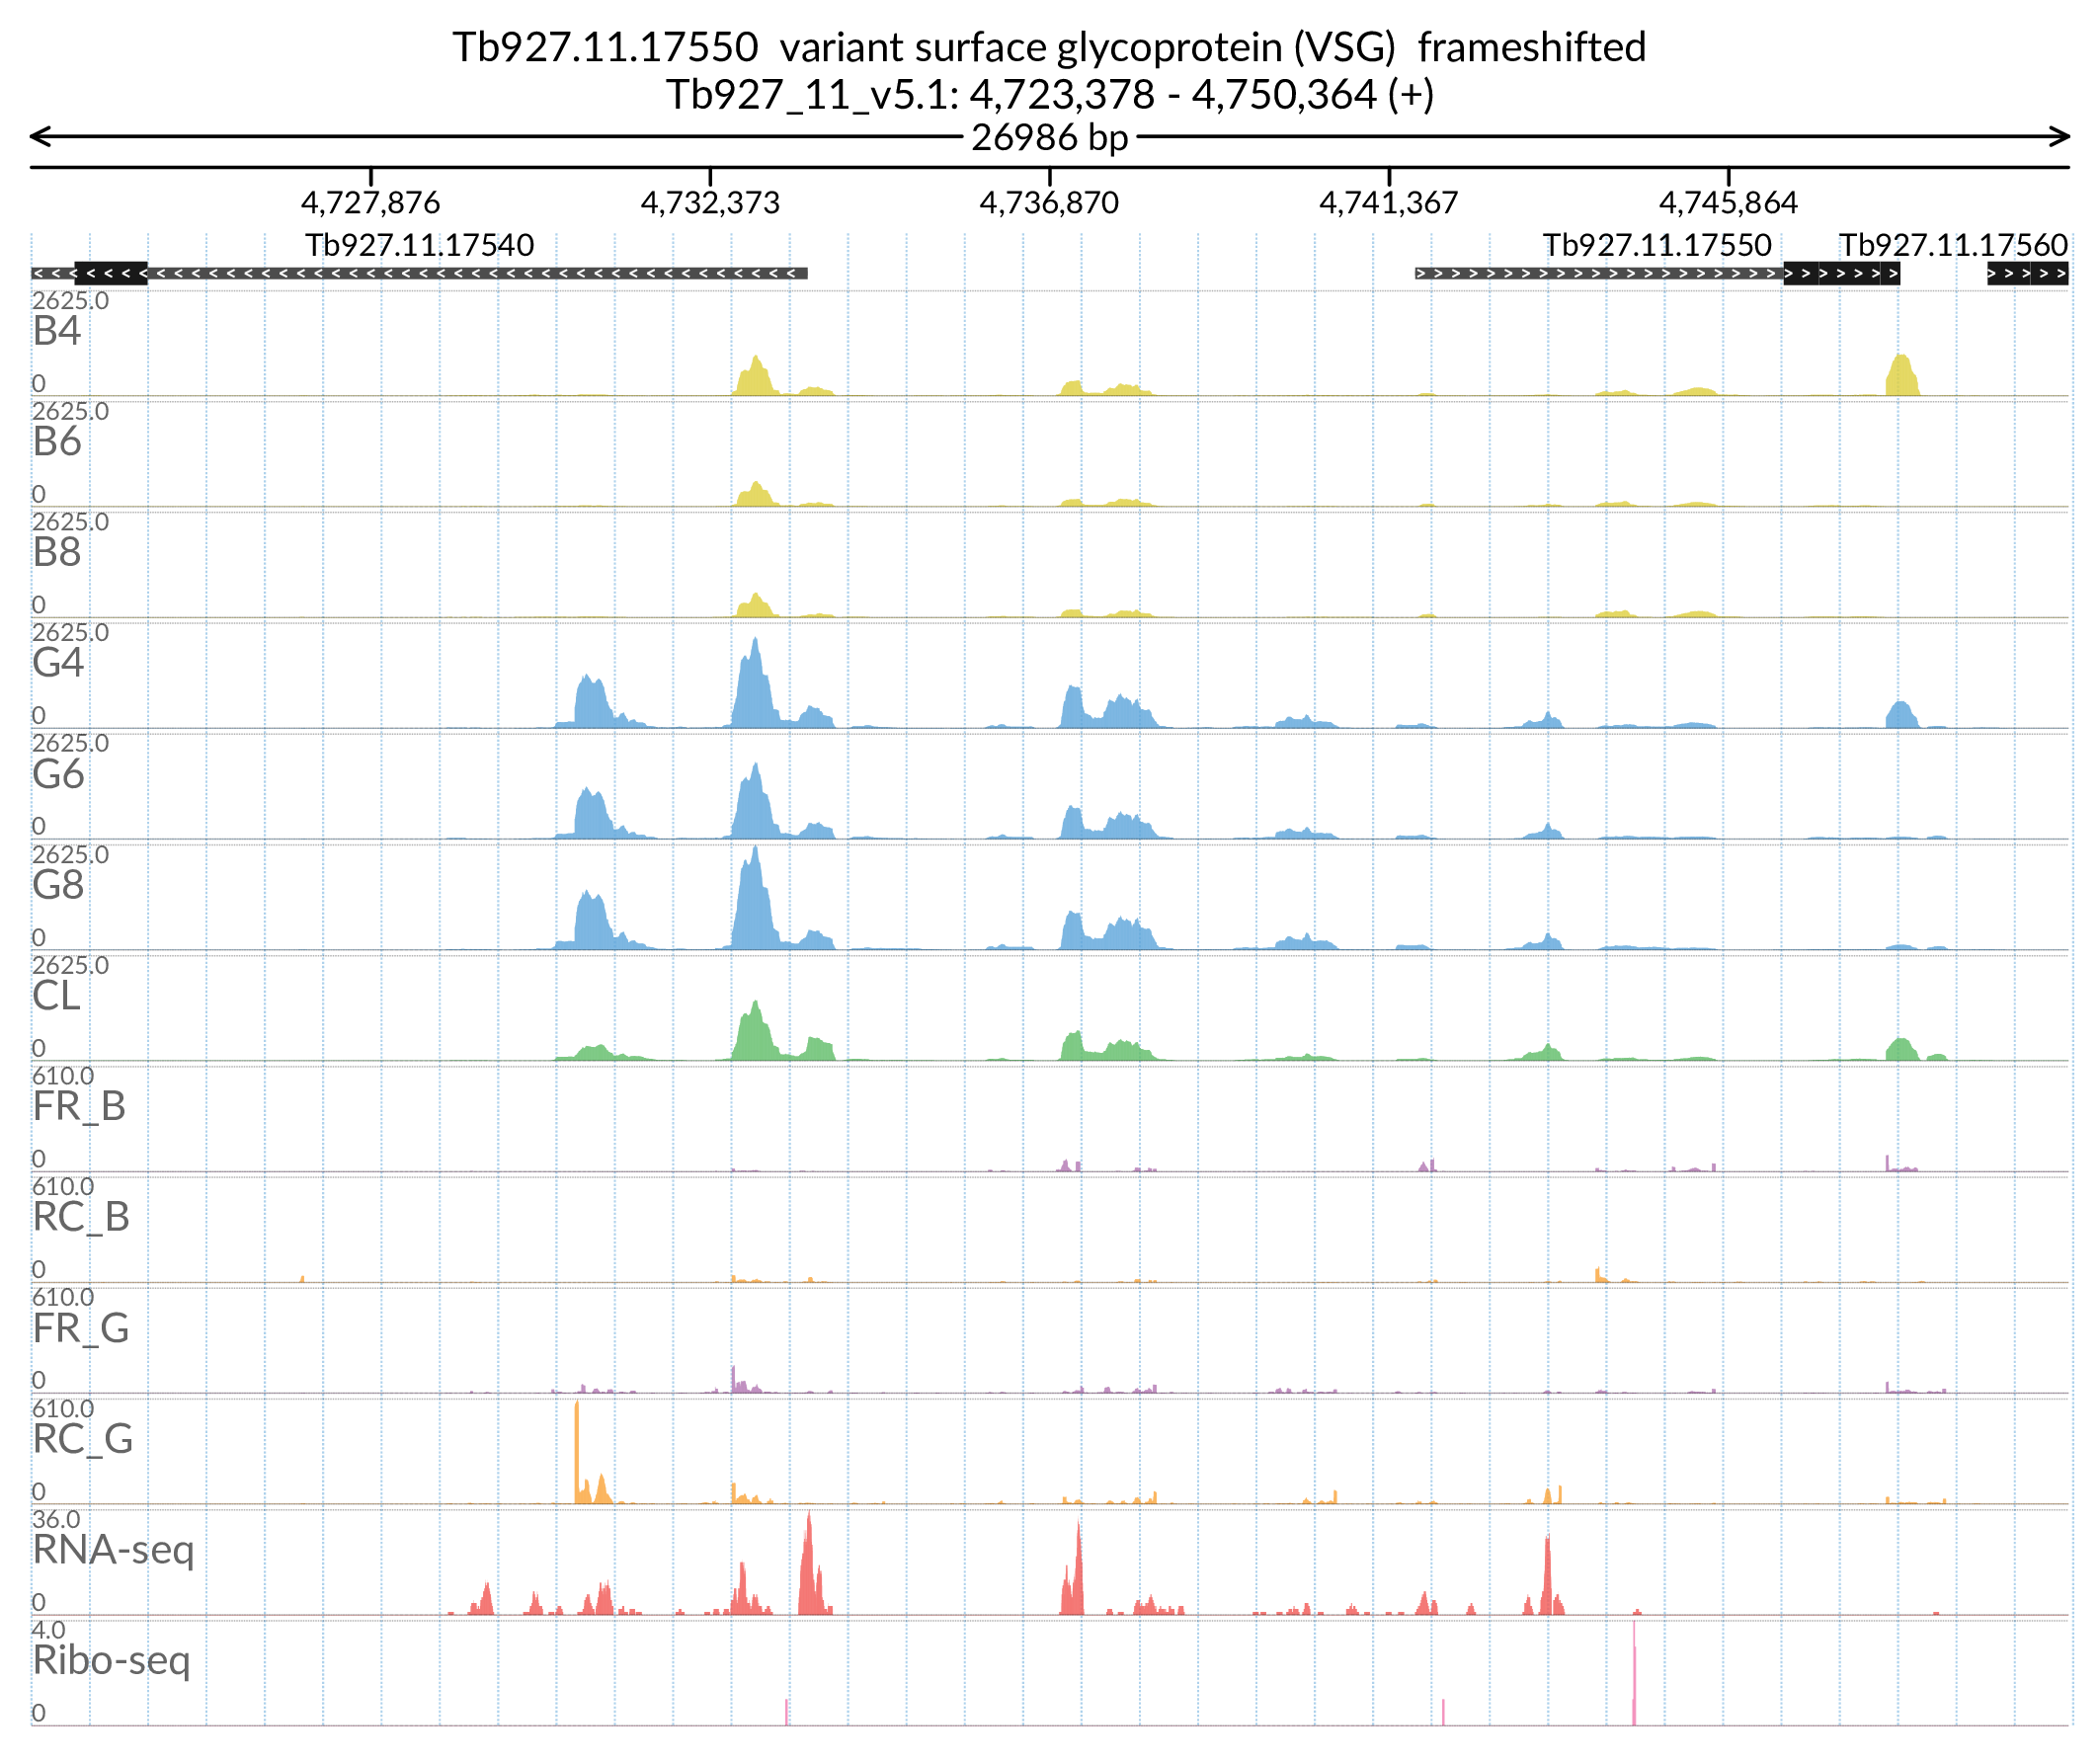 Tb927.11.17550 variant surface glycoprotein (VSG) frameshifted
Tb927_11_v5.1: 4,723,378 - 4,750,364 (+)
26986 bp
4,727,876 4,732,373 4,736,870 4,741,367 4,745,864
Tb927.11.17540 Tb927.11.17550 Tb927.11.17560
2625.0
B4
0
2625.0
B6
0
2625.0
B8
0
2625.0
G4
0
2625.0
G6
0
2625.0
G8
0
2625.0
CL
0
610.0
FR_B
0
610.0
RC_B
0
610.0
FR_G
0
610.0
RC_G
0
36.0
RNA-seq
0
4.0
Ribo-seq
0